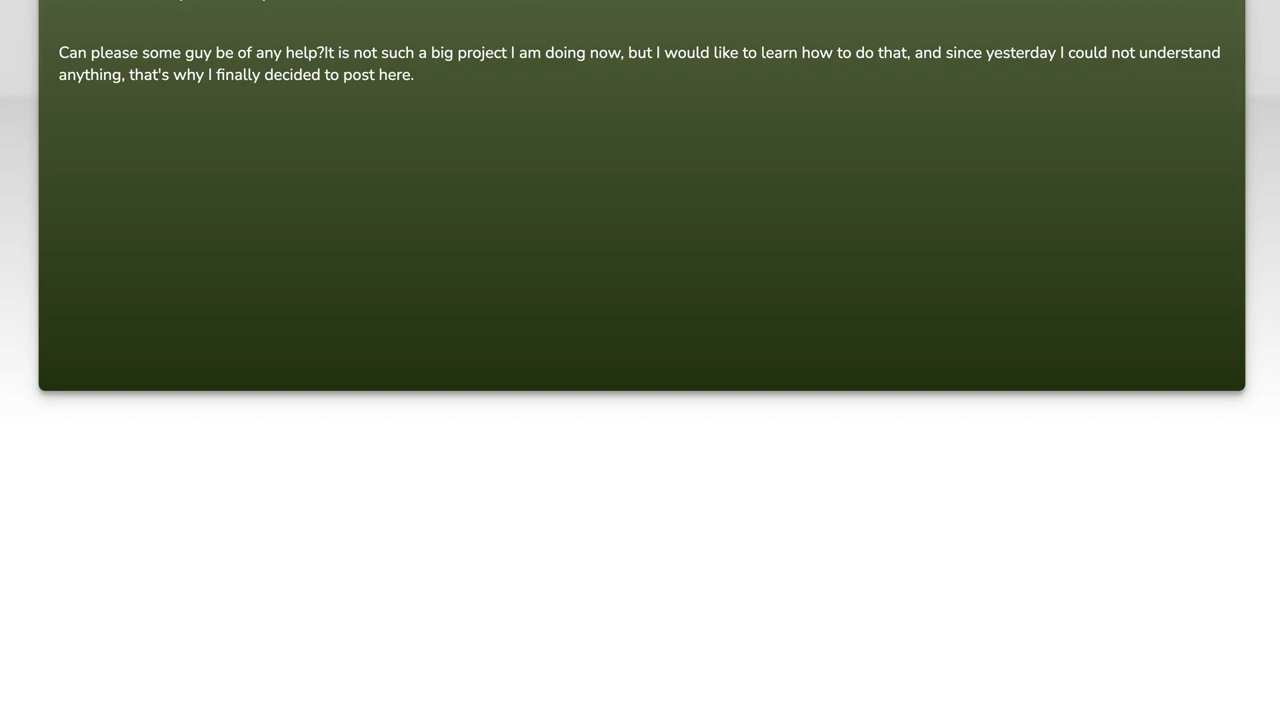 Can please some guy be of any help?It is not such a big project I am doing now, but I would like to learn how to do that, and since yesterday I could not understand
anything, that's why I finally decided to post here.